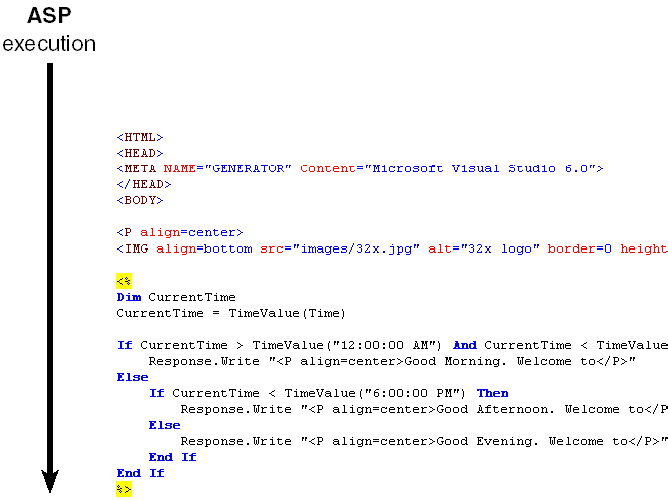 ASP
execution
<HTML>
<HEAD>
<META NAME="GENERATOR" Content="Microsoft Visual Studio 6.0">
</HEAD>
<BODY>
<P align=center>
<IMG align=bottom src="images/32x.jpg" alt="32x logo" border=0 height
<%
Dim CurrentTime
CurrentTime = TimeValue(Time)
If CurrentTime > TimeValue("12:00:00 AM") And CurrentTime < TimeValue
Response.Write "<P align=center>Good Morning. Welcome to</P>"
Else
If CurrentTime < TimeValue("6:00:00 PM") Then
Response.Write "<P align=center>Good Afternoon. Welcome to</P
Else
Response.Write "<P align=center>Good Evening. Welcome to</P>"
End If
End If
%>